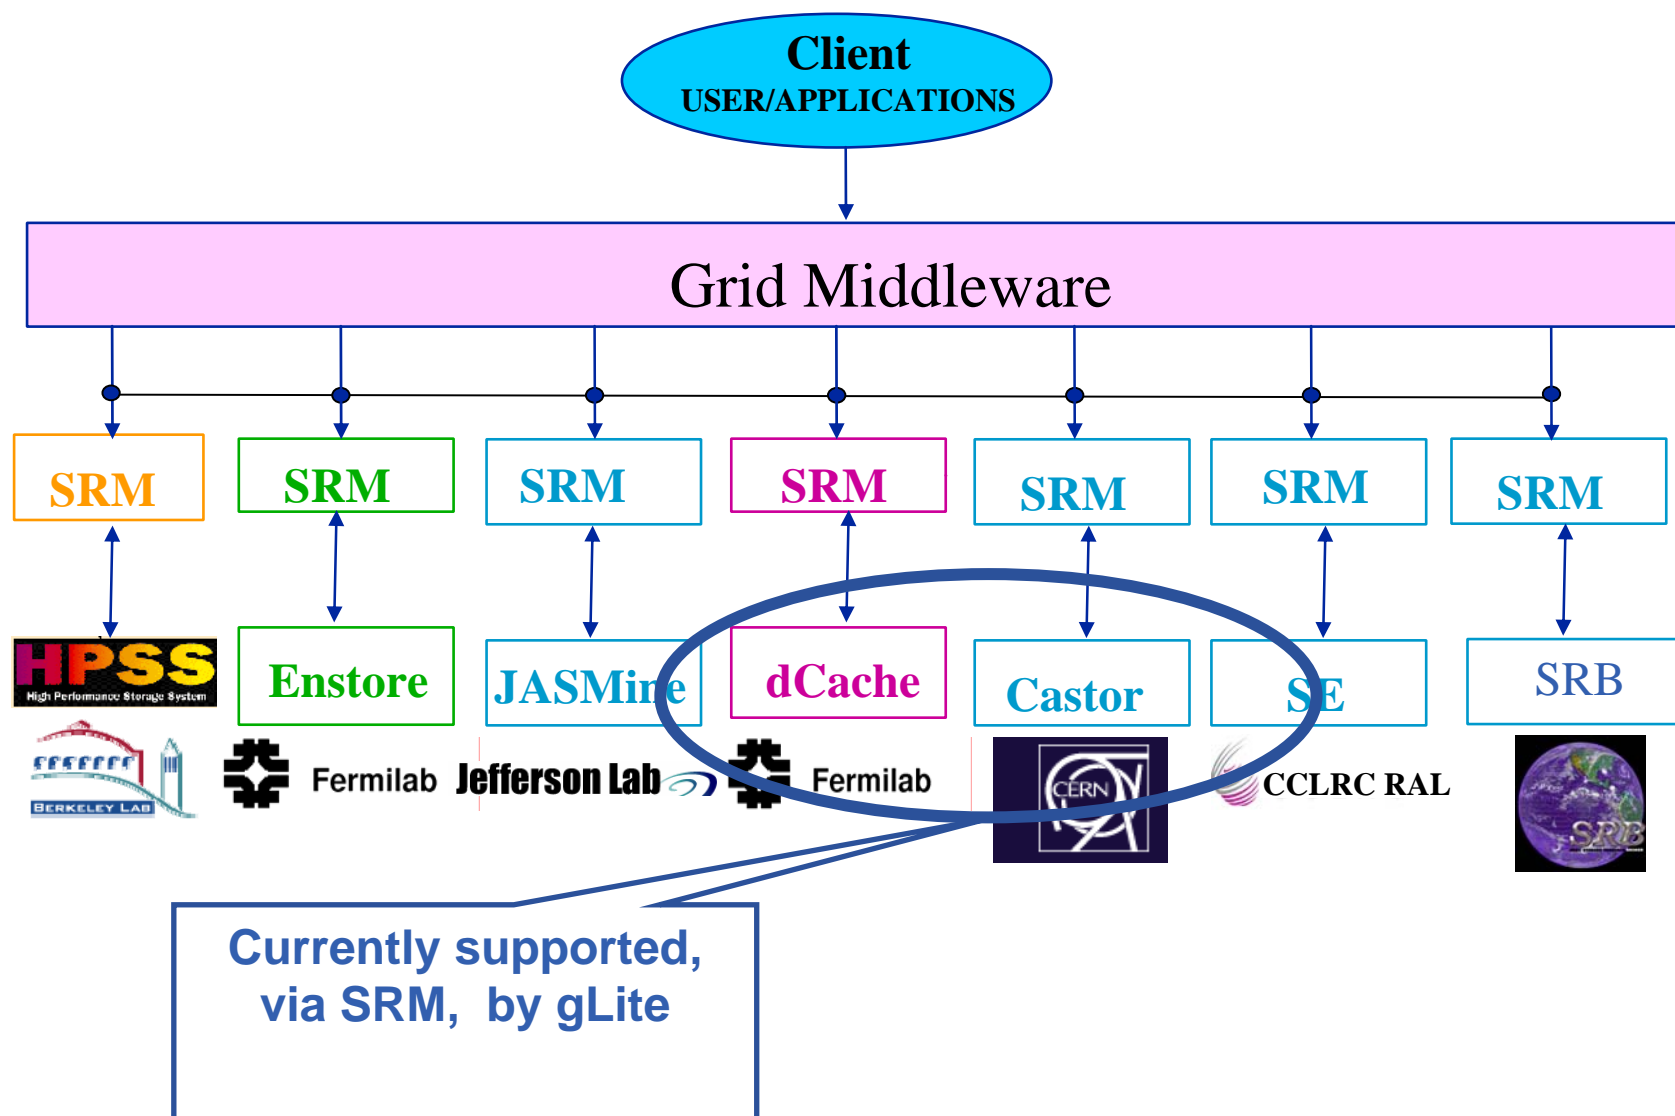 Client
USER/APPLICATIONS
Grid Middleware
SRM SRM SRM SRM SRM SRM SRM
HPSS
High Performance Storage System
Enstore JASMine dCache Castor SE SRB
BERKELEY LAB
Fermilab Jefferson Lab Fermilab CERN CCLRC RAL SRB
Currently supported,
via SRM, by gLite